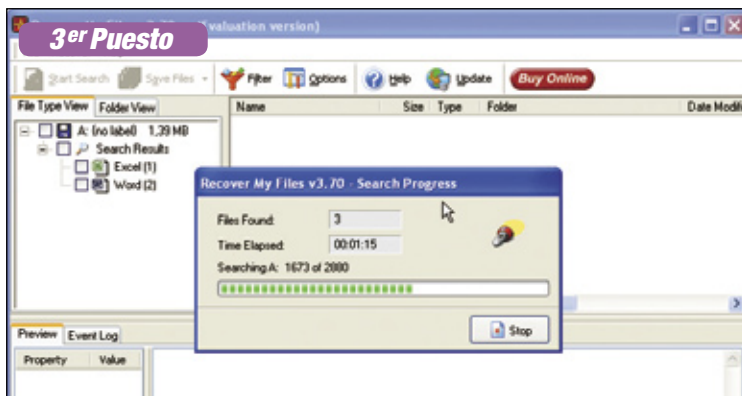 3er Puesto
valuation version)
Start Search Save Files Filter Options Help Update Buy Online
File Type View Folder View Name Size Type Folder Date Modifi
A: (no label) 1,39 MB
Search Results
Excel (1)
Word (2)
Recover My Files v3.70 - Search Progress
Files Found: 3
Time Elapsed: 00:01:15
Searching A: 1673 of 2880
Stop
Preview Event Log
Property Value